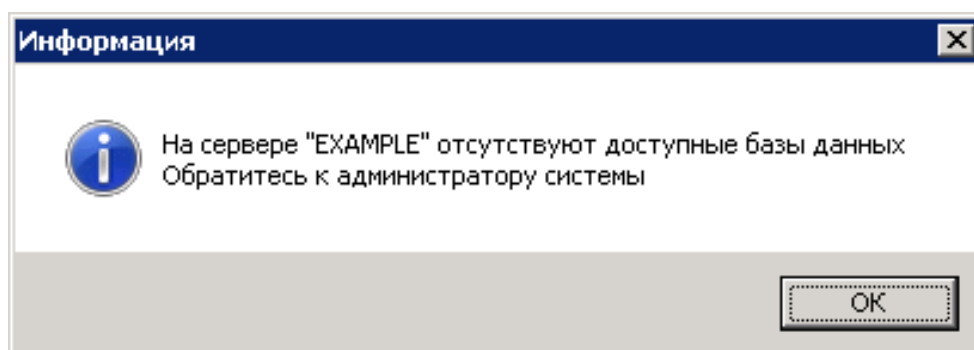 Информация
На сервере "EXAMPLE" отсутствуют доступные базы данных
Обратитесь к администратору системы
OK